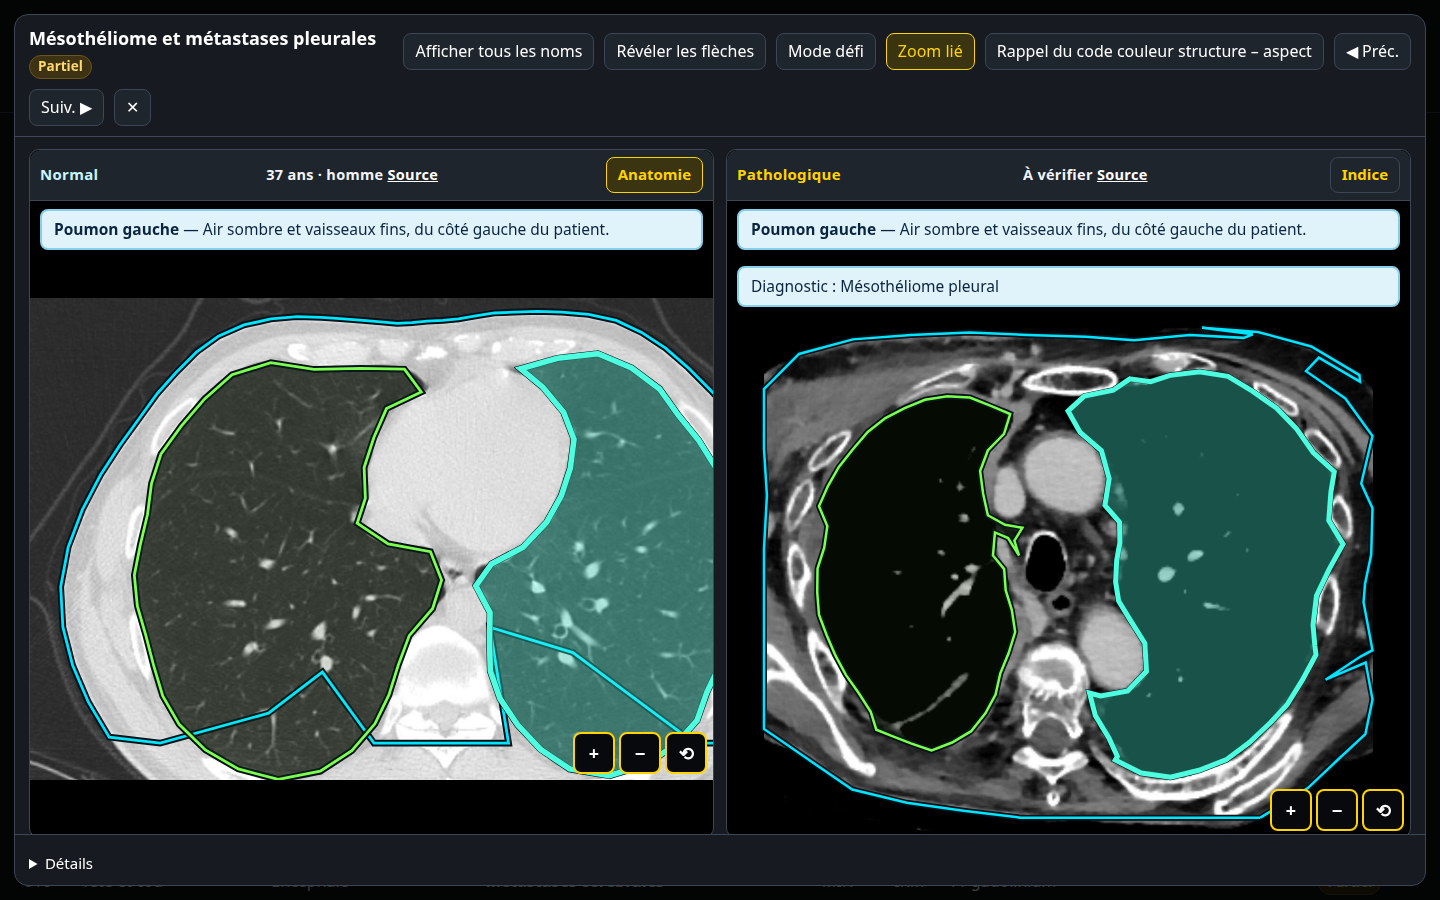 Mésothéliome et métastases pleurales
Partiel
Afficher tous les noms
Révéler les flèches
Mode défi
Zoom lié
Rappel du code couleur structure – aspect
◀ Préc.
Suiv. ▶
✕
Normal
37 ans · homme Source
Anatomie
Poumon gauche — Air sombre et vaisseaux fins, du côté gauche du patient.
+
−
⟲
Pathologique
À vérifier Source
Indice
Poumon gauche — Air sombre et vaisseaux fins, du côté gauche du patient.
Diagnostic : Mésothéliome pleural
+
−
⟲
▶ Détails